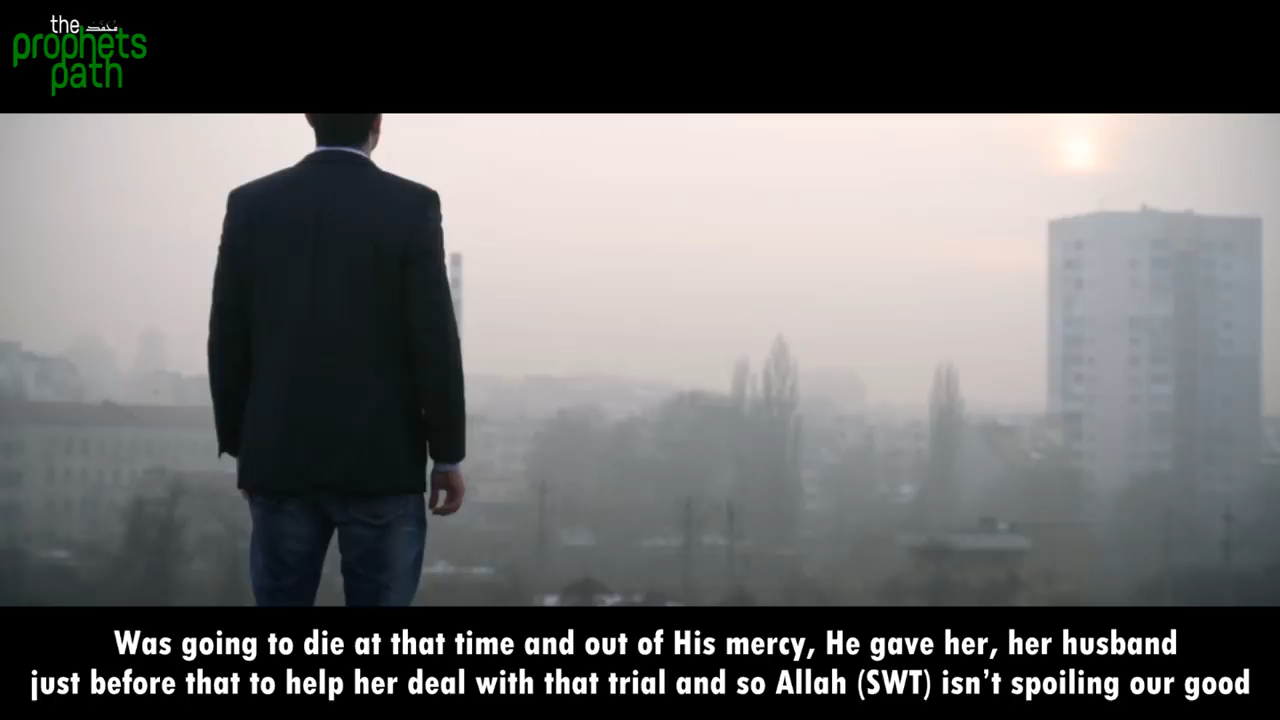 the محمد
prophets
path
Was going to die at that time and out of His mercy, He gave her, her husband
just before that to help her deal with that trial and so Allah (SWT) isn't spoiling our good